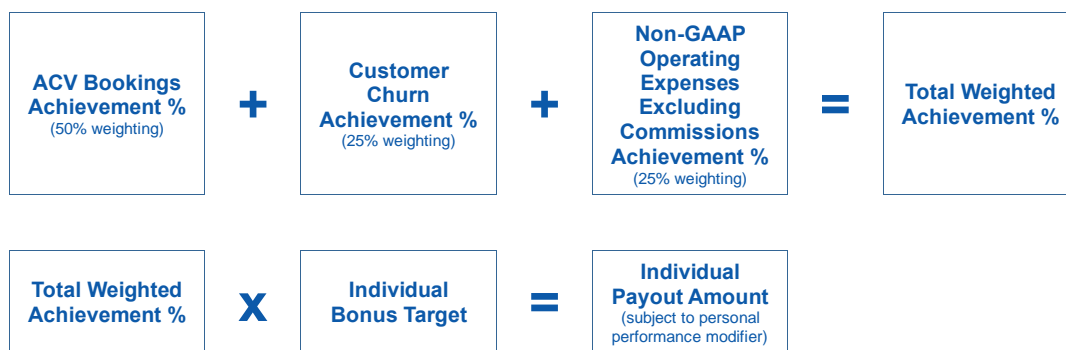 ACV Bookings
Achievement %
(50% weighting)
+
Customer
Churn
Achievement %
(25% weighting)
+
Non-GAAP
Operating
Expenses
Excluding
Commissions
Achievement %
(25% weighting)
=
Total Weighted
Achievement %
Total Weighted
Achievement %
x
Individual
Bonus Target
=
Individual
Payout Amount
(subject to personal
performance modifier)